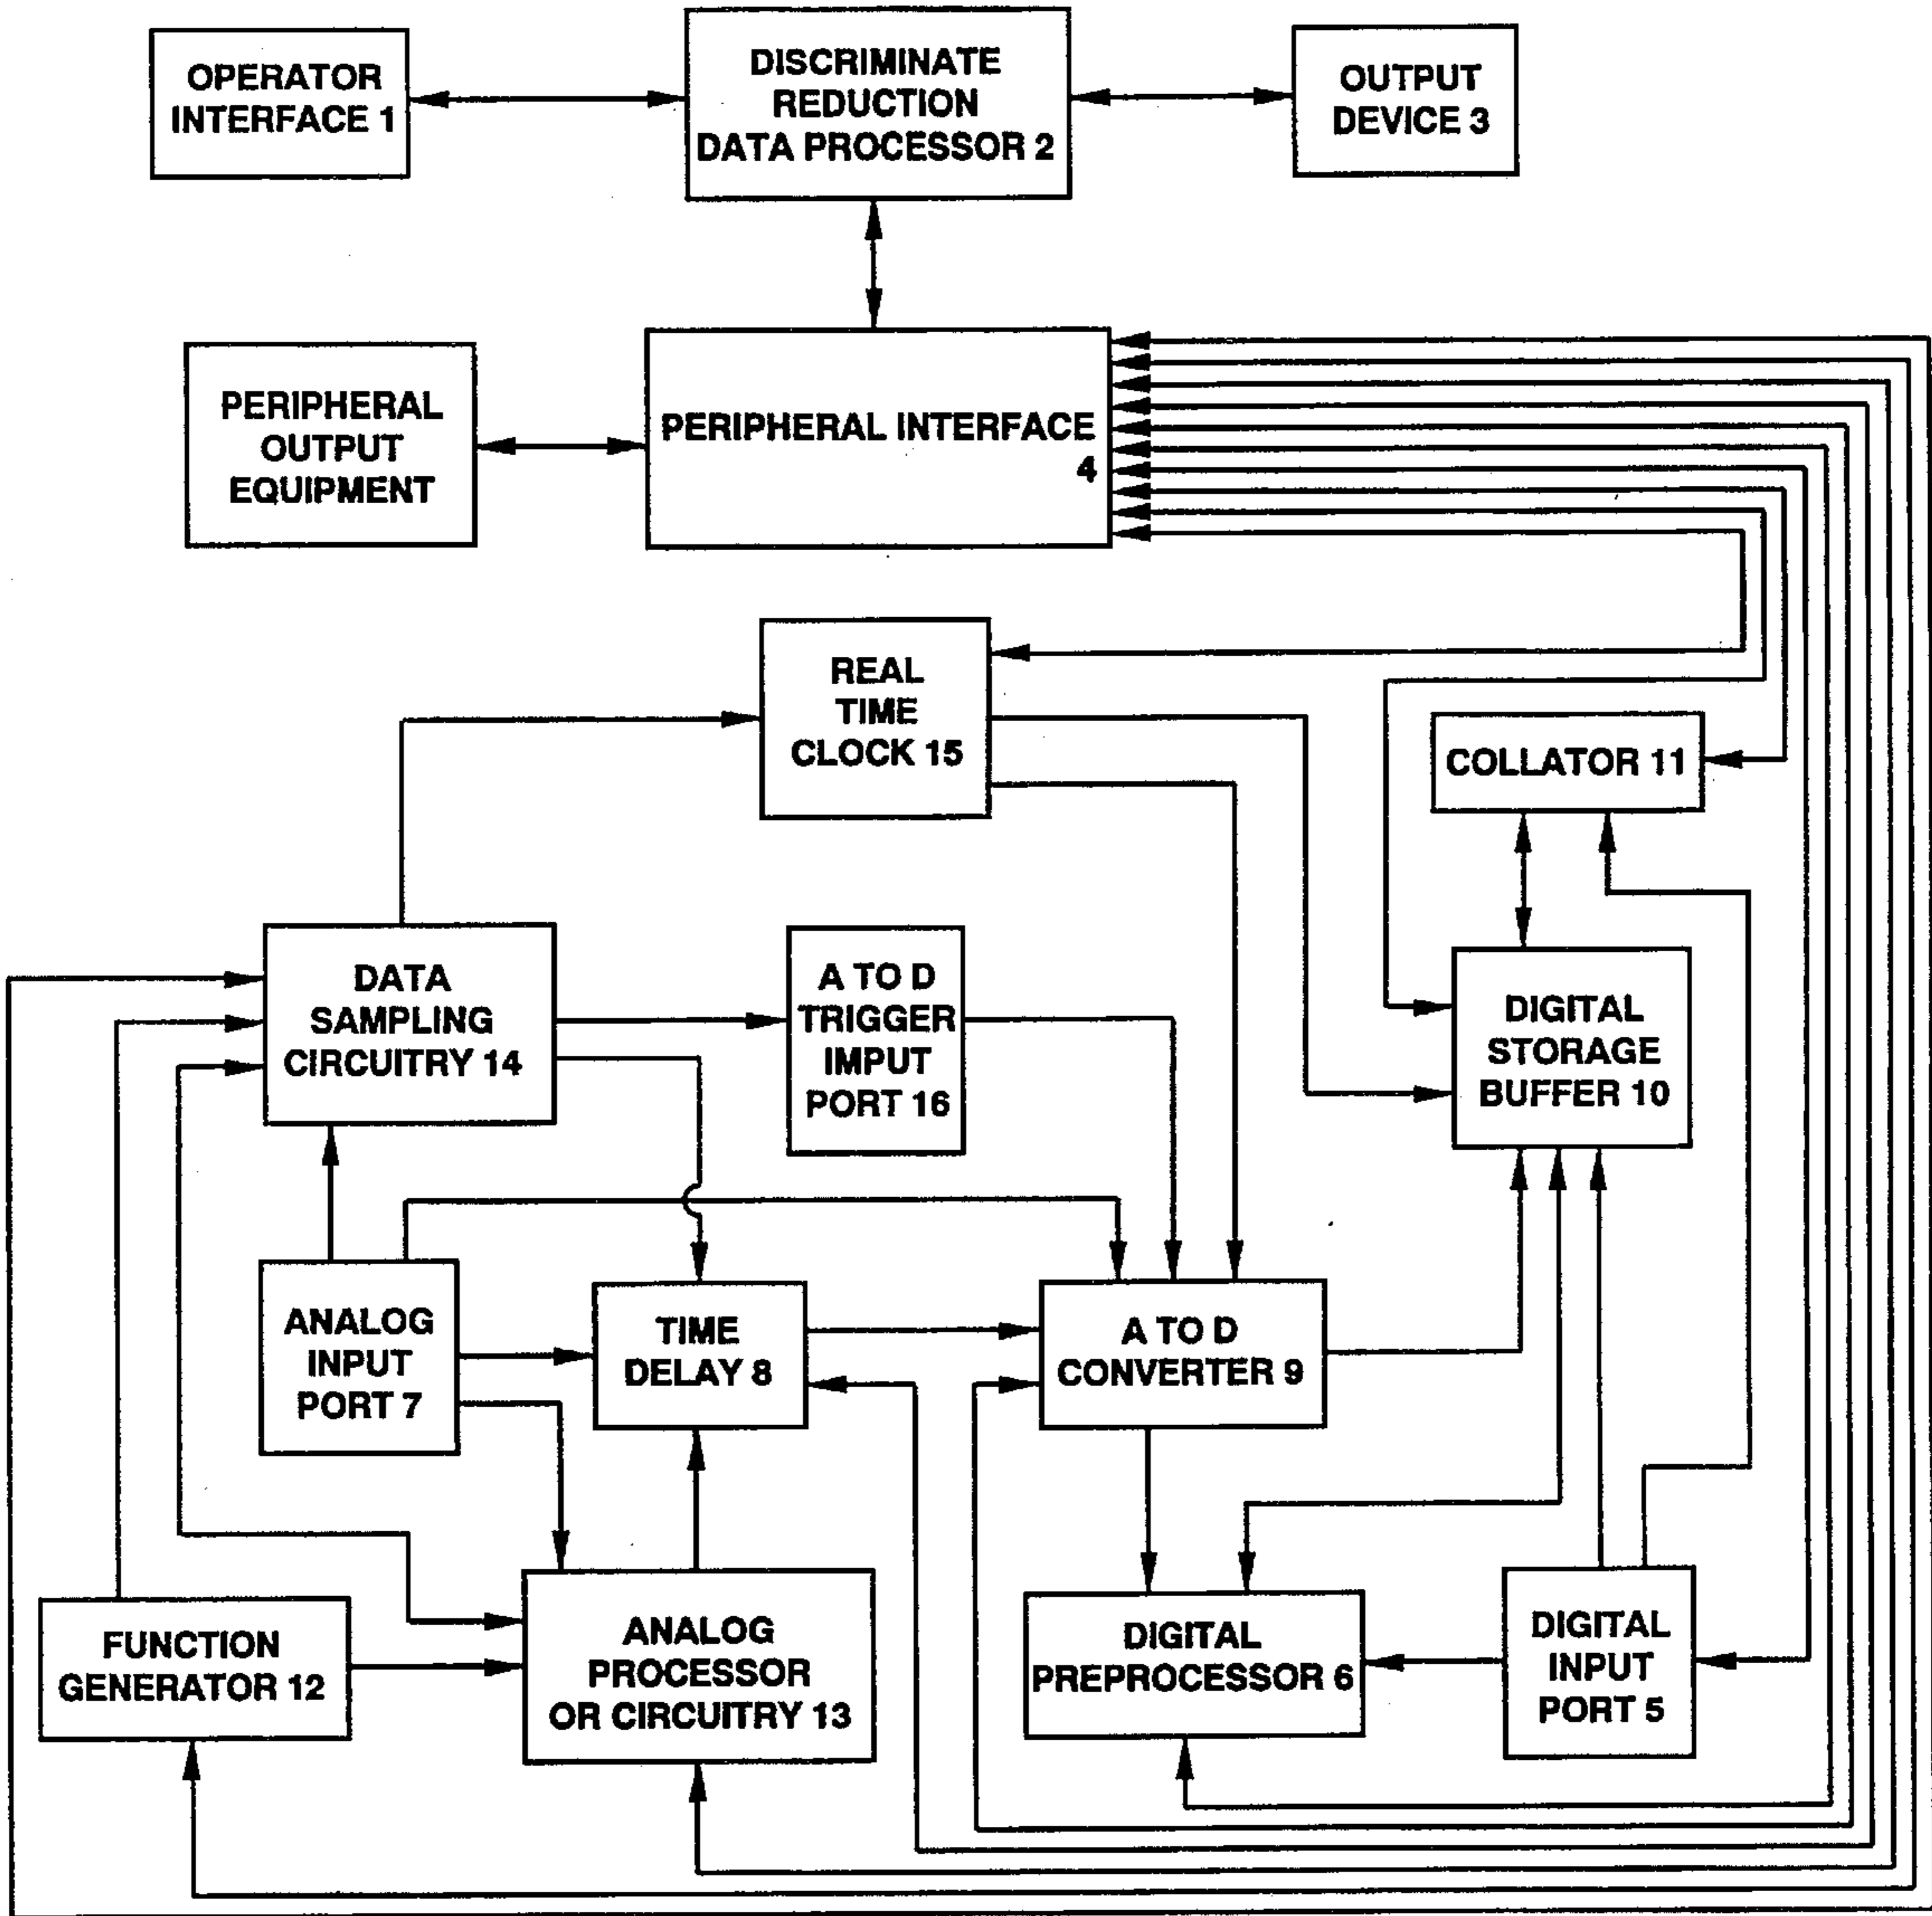 OPERATOR
INTERFACE 1
DISCRIMINATE
REDUCTION
DATA PROCESSOR 2
OUTPUT
DEVICE 3
PERIPHERAL
OUTPUT
EQUIPMENT
PERIPHERAL INTERFACE
4
REAL
TIME
CLOCK 15
COLLATOR 11
DATA
SAMPLING
CIRCUITRY 14
A TO D
TRIGGER
IMPUT
PORT 16
DIGITAL
STORAGE
BUFFER 10
ANALOG
INPUT
PORT 7
TIME
DELAY 8
A TO D
CONVERTER 9
FUNCTION
GENERATOR 12
ANALOG
PROCESSOR
OR CIRCUITRY 13
DIGITAL
PREPROCESSOR 6
DIGITAL
INPUT
PORT 5